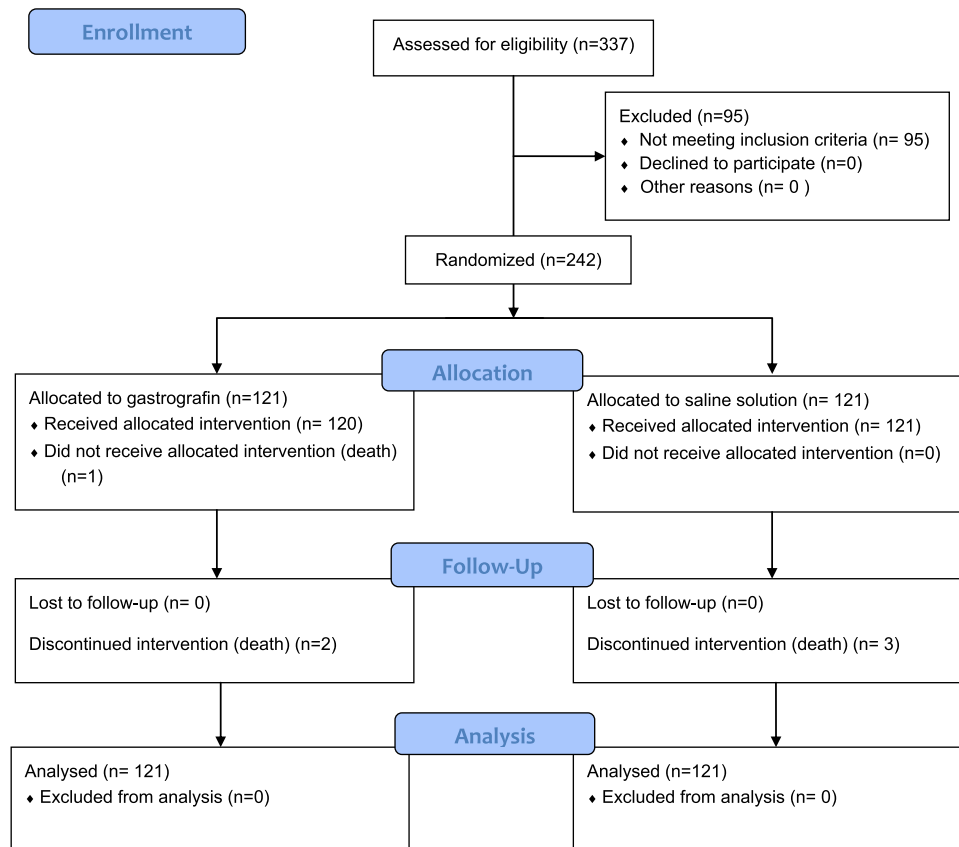 Enrollment
Assessed for eligibility (n=337)
Excluded (n=95)
♦ Not meeting inclusion criteria (n= 95)
♦ Declined to participate (n=0)
♦ Other reasons (n= 0 )
Randomized (n=242)
Allocation
Allocated to gastrografin (n=121)
♦ Received allocated intervention (n= 120)
♦ Did not receive allocated intervention (death)
(n=1)
Allocated to saline solution (n= 121)
♦ Received allocated intervention (n= 121)
♦ Did not receive allocated intervention (n=0)
Follow-Up
Lost to follow-up (n= 0)
Discontinued intervention (death) (n=2)
Lost to follow-up (n=0)
Discontinued intervention (death) (n= 3)
Analysis
Analysed (n= 121)
♦ Excluded from analysis (n=0)
Analysed (n=121)
♦ Excluded from analysis (n= 0)